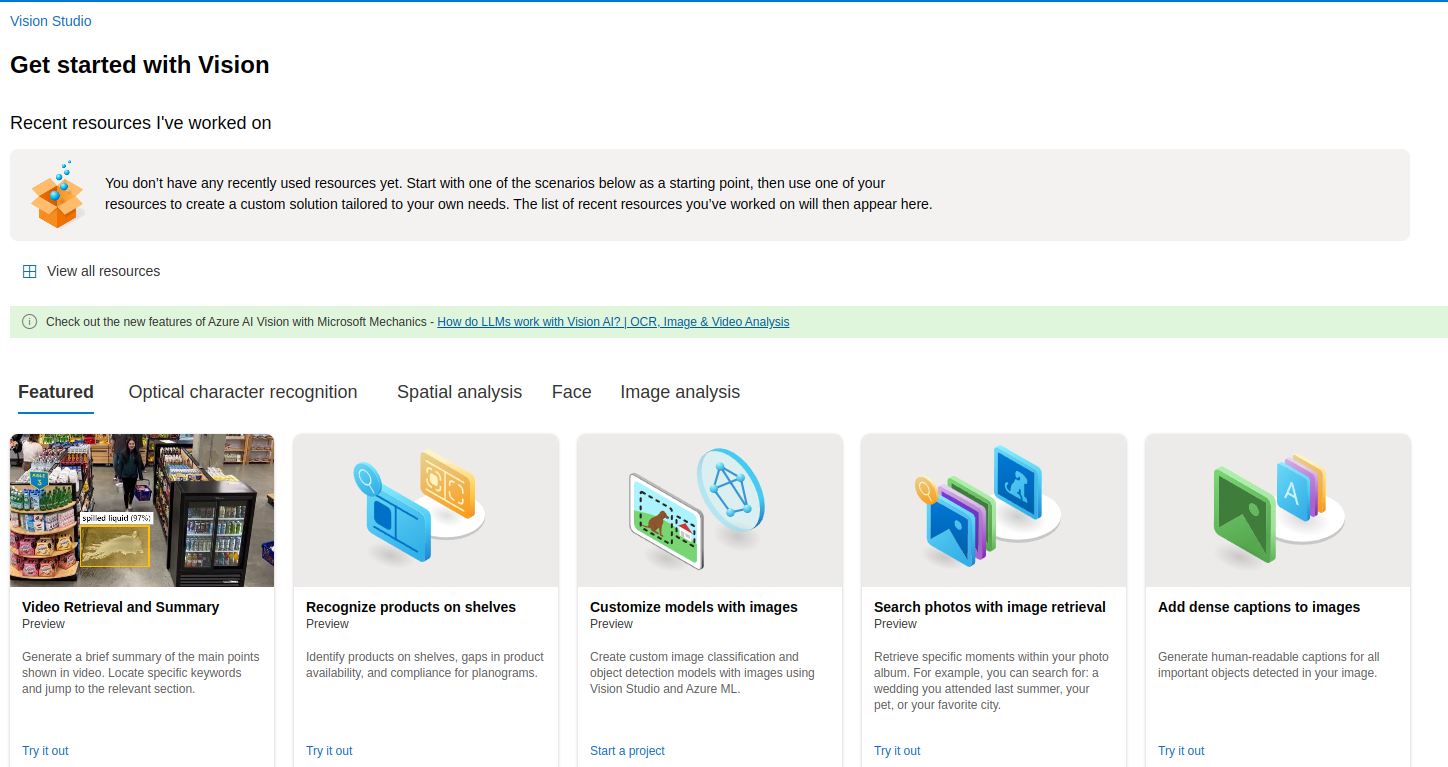 Vision Studio
Get started with Vision
Recent resources I've worked on
You don’t have any recently used resources yet. Start with one of the scenarios below as a starting point, then use one of your
resources to create a custom solution tailored to your own needs. The list of recent resources you’ve worked on will then appear here.
View all resources
Check out the new features of Azure AI Vision with Microsoft Mechanics - How do LLMs work with Vision AI? | OCR, Image & Video Analysis
Featured
Optical character recognition
Spatial analysis
Face
Image analysis
AISLE
3
spilled liquid (97%)
Video Retrieval and Summary
Preview
Generate a brief summary of the main points
shown in video. Locate specific keywords
and jump to the relevant section.
Try it out
Recognize products on shelves
Preview
Identify products on shelves, gaps in product
availability, and compliance for planograms.
Try it out
Customize models with images
Preview
Create custom image classification and
object detection models with images using
Vision Studio and Azure ML.
Start a project
Search photos with image retrieval
Preview
Retrieve specific moments within your photo
album. For example, you can search for: a
wedding you attended last summer, your
pet, or your favorite city.
Try it out
A
Add dense captions to images
Preview
Generate human-readable captions for all
important objects detected in your image.
Try it out